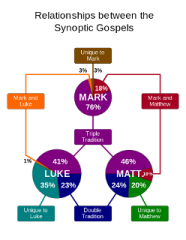 Relationships between the
Synoptic Gospels
Unique to
Mark
3%
3%
18%
Mark and
Luke
MARK
76%
Mark and
Matthew
Triple
Tradition
1%
41%
LUKE
35%
23%
46%
MATT.
10%
24%
20%
Unique to
Luke
Double
Tradition
Unique to
Matthew